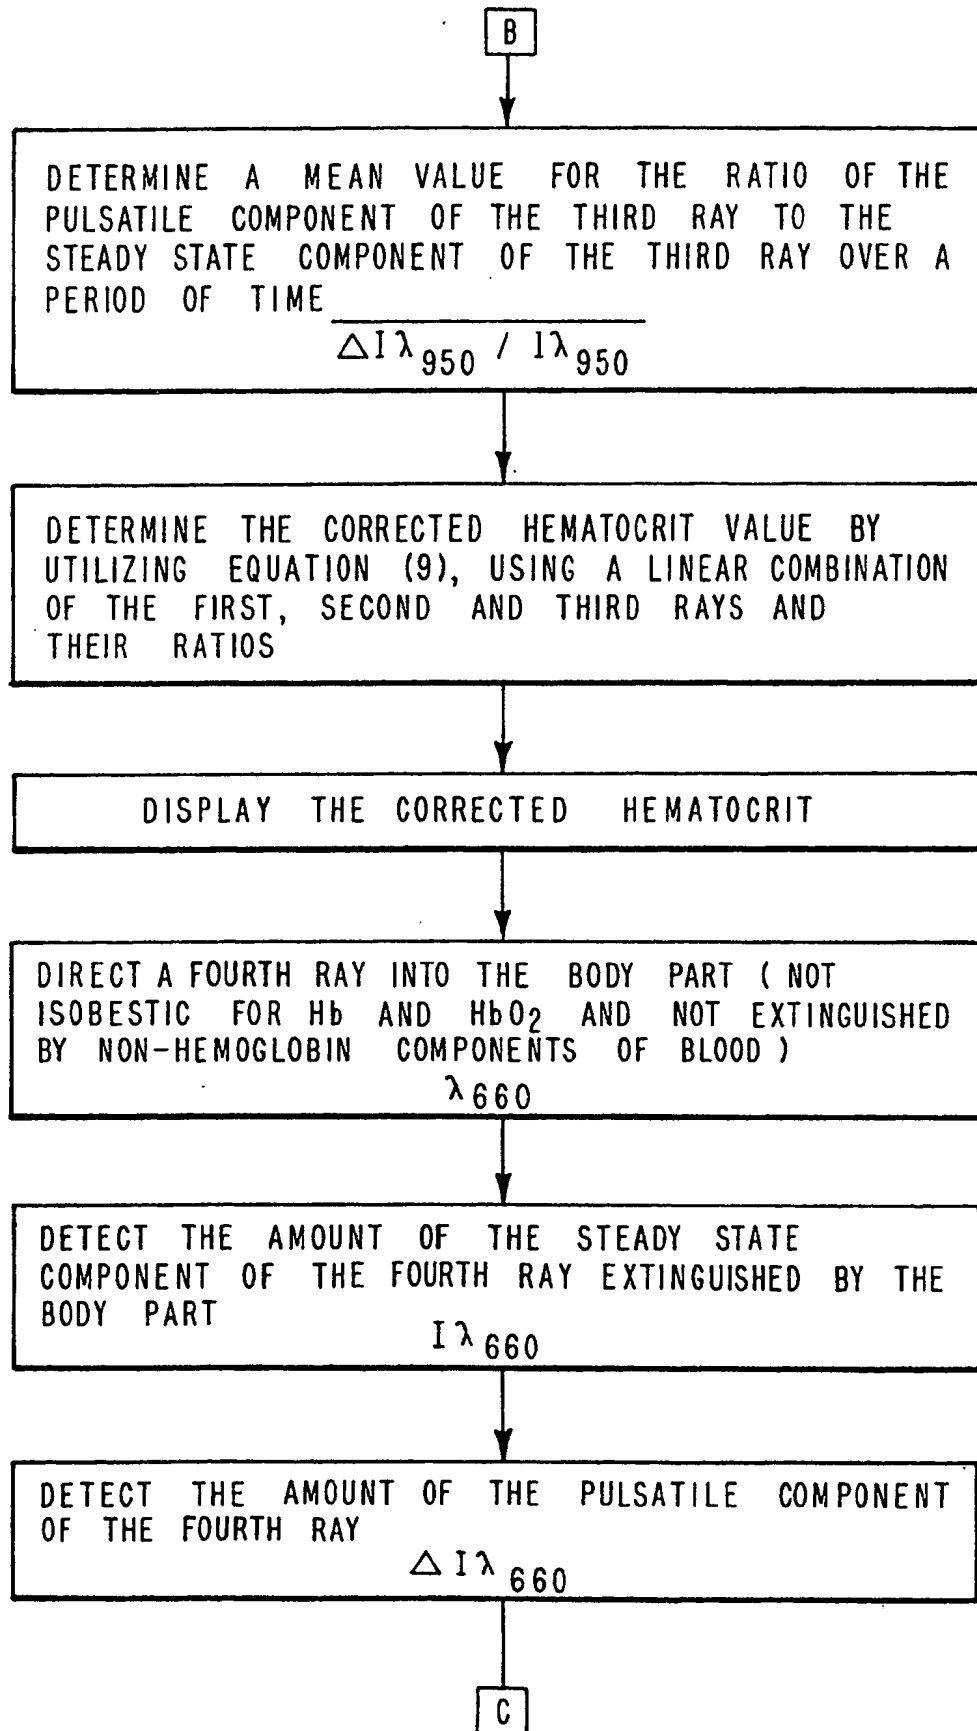 B
DETERMINE A MEAN VALUE FOR THE RATIO OF THE
PULSATILE COMPONENT OF THE THIRD RAY TO THE
STEADY STATE COMPONENT OF THE THIRD RAY OVER A
PERIOD OF TIME
ΔIλ950 / Iλ950
DETERMINE THE CORRECTED HEMATOCRIT VALUE BY
UTILIZING EQUATION (9), USING A LINEAR COMBINATION
OF THE FIRST, SECOND AND THIRD RAYS AND
THEIR RATIOS
DISPLAY THE CORRECTED HEMATOCRIT
DIRECT A FOURTH RAY INTO THE BODY PART (NOT
ISOBESTIC FOR Hb AND HbO₂ AND NOT EXTINGUISHED
BY NON-HEMOGLOBIN COMPONENTS OF BLOOD)
λ660
DETECT THE AMOUNT OF THE STEADY STATE
COMPONENT OF THE FOURTH RAY EXTINGUISHED BY THE
BODY PART
Iλ660
DETECT THE AMOUNT OF THE PULSATILE COMPONENT
OF THE FOURTH RAY
ΔIλ660
C